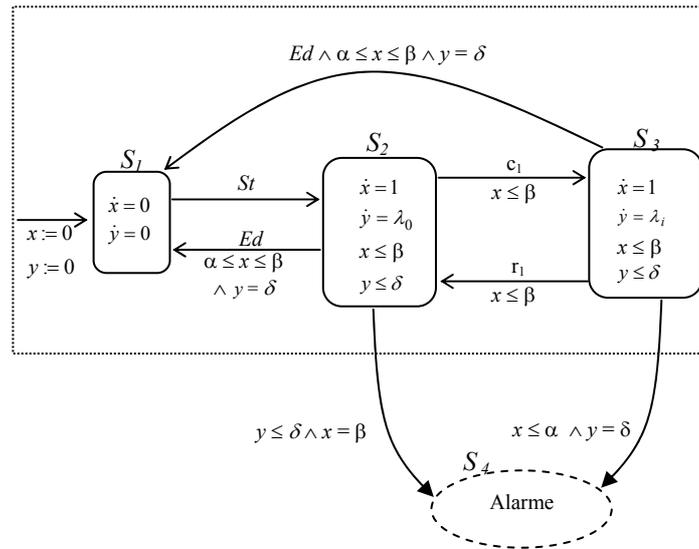 Ed ∧ α ≤ x ≤ β ∧ y = δ
S1
S2
S3
ẋ = 0
ẏ = 0
St
ẋ = 1
ẏ = λ0
x ≤ β
y ≤ δ
c1
x ≤ β
ẋ = 1
ẏ = λi
x ≤ β
y ≤ δ
x := 0
y := 0
Ed
α ≤ x ≤ β
∧ y = δ
r1
x ≤ β
y ≤ δ ∧ x = β
x ≤ α ∧ y = δ
S4
Alarme